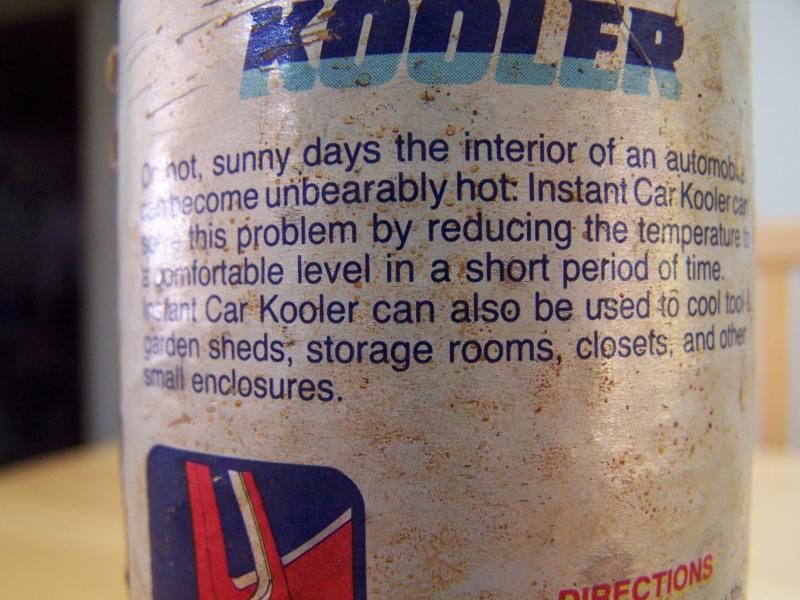 KOOLER
On hot, sunny days the interior of an automobile
can become unbearably hot. Instant Car Kooler can
solve this problem by reducing the temperature to
a comfortable level in a short period of time.
Instant Car Kooler can also be used to cool tool
garden sheds, storage rooms, closets, and other
small enclosures.
DIRECTIONS